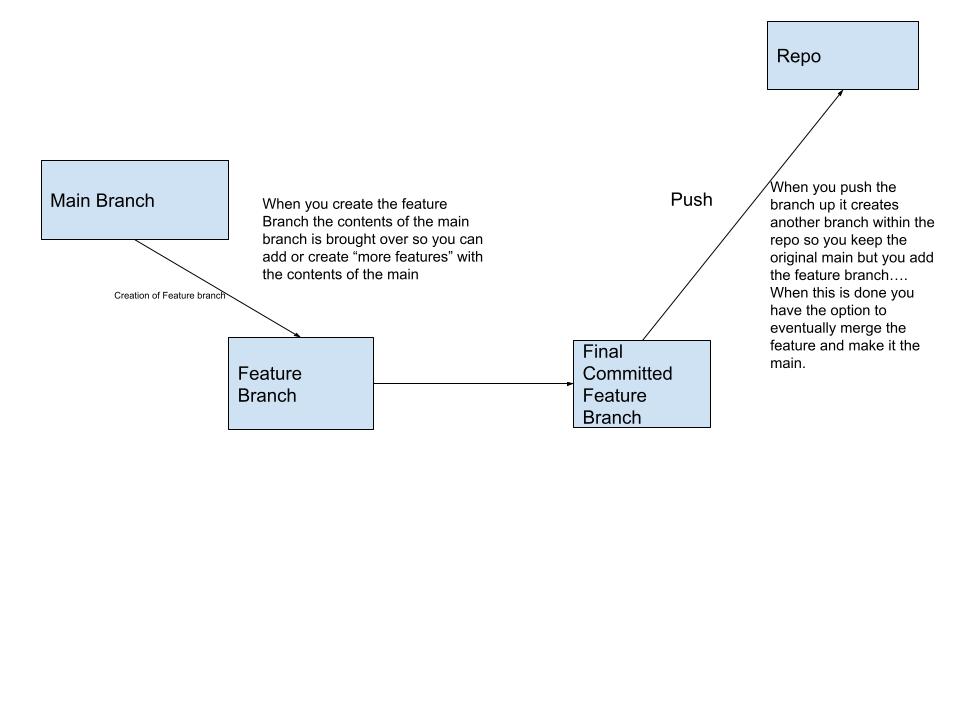 Repo
Main Branch
When you create the feature
Branch the contents of the main
branch is brought over so you can
add or create “more features” with
the contents of the main
Push
When you push the
branch up it creates
another branch within the
repo so you keep the
original main but you add
the feature branch….
When this is done you
have the option to
eventually merge the
feature and make it the
main.
Creation of Feature branch
Feature
Branch
Final
Committed
Feature
Branch